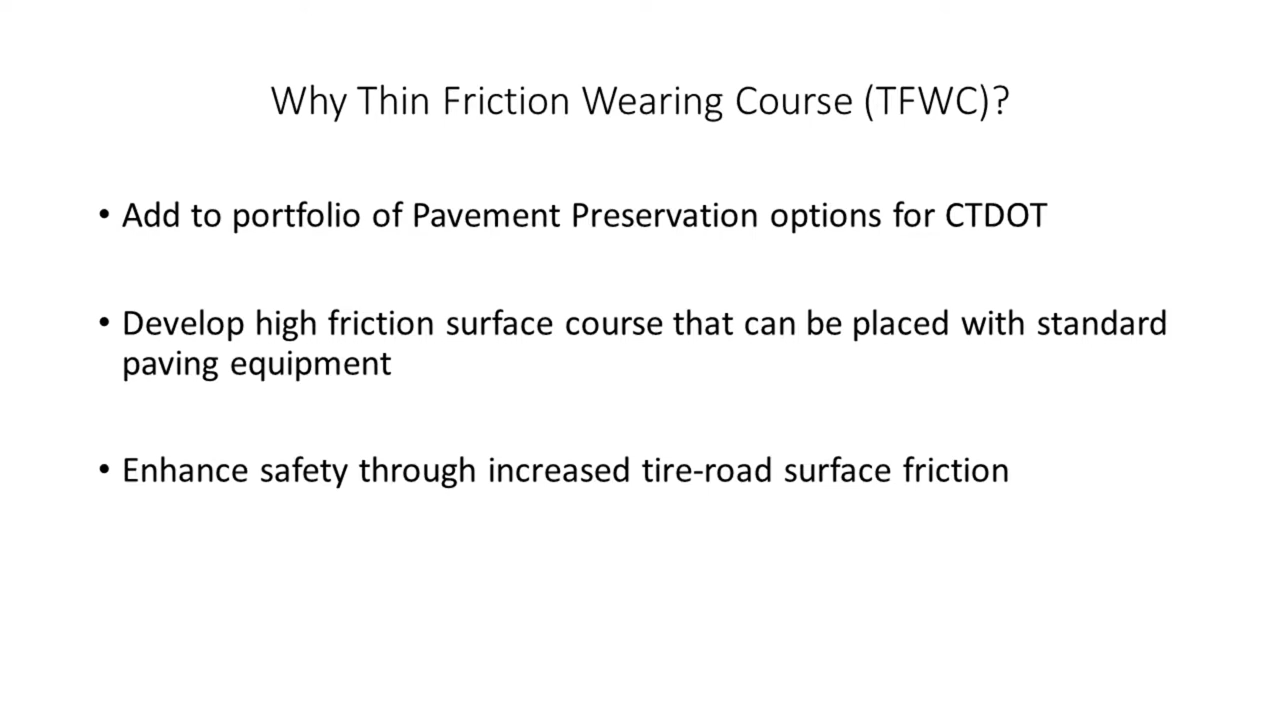 Why Thin Friction Wearing Course (TFWC)?
• Add to portfolio of Pavement Preservation options for CTDOT
• Develop high friction surface course that can be placed with standard
paving equipment
• Enhance safety through increased tire-road surface friction